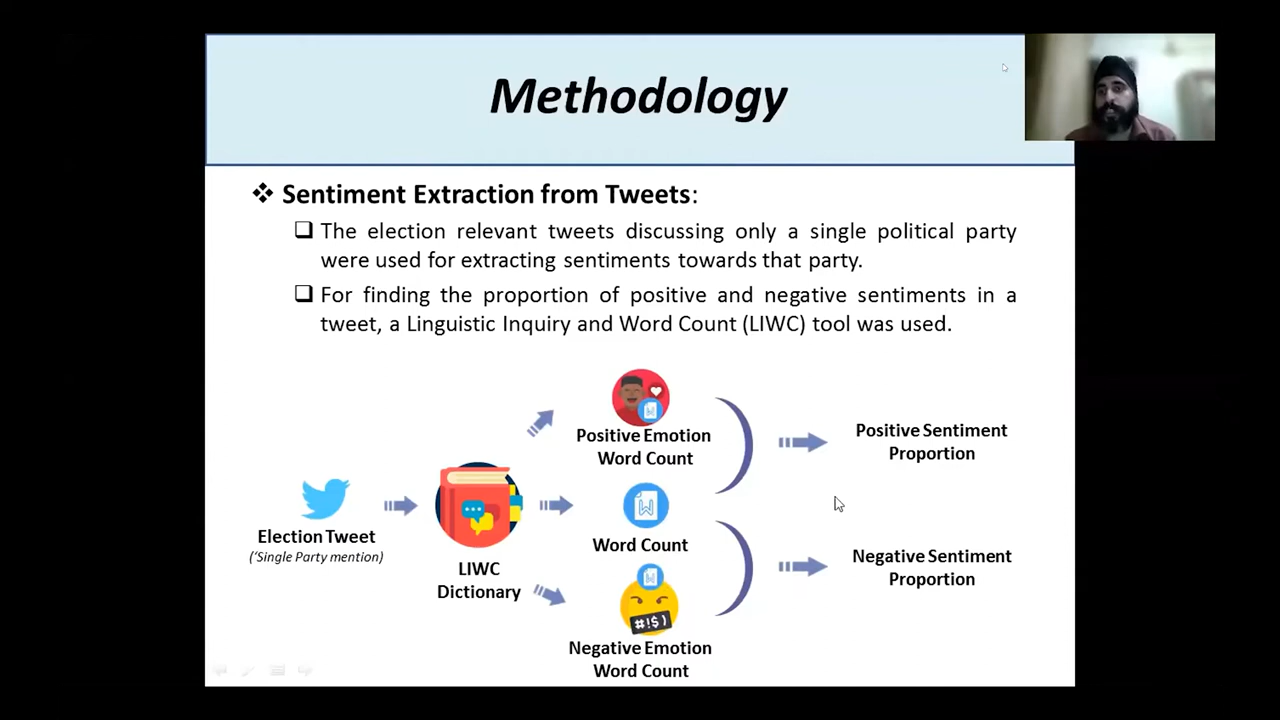 Methodology
❖ Sentiment Extraction from Tweets:
❑ The election relevant tweets discussing only a single political party
were used for extracting sentiments towards that party.
❑ For finding the proportion of positive and negative sentiments in a
tweet, a Linguistic Inquiry and Word Count (LIWC) tool was used.
Positive Emotion
Word Count
Positive Sentiment
Proportion
Election Tweet
('Single Party mention)
LIWC
Dictionary
W
Word Count
Negative Sentiment
Proportion
#!$)
Negative Emotion
Word Count